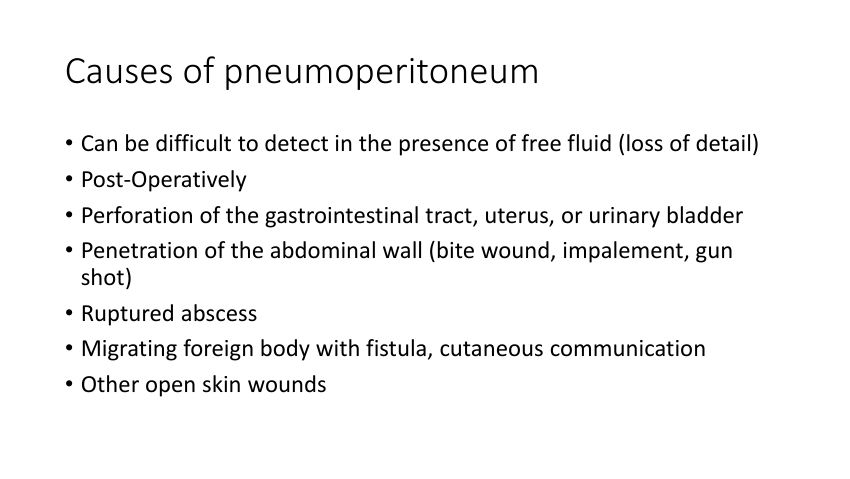 Causes of pneumoperitoneum
• Can be difficult to detect in the presence of free fluid (loss of detail)
• Post-Operatively
• Perforation of the gastrointestinal tract, uterus, or urinary bladder
• Penetration of the abdominal wall (bite wound, impalement, gun
shot)
• Ruptured abscess
• Migrating foreign body with fistula, cutaneous communication
• Other open skin wounds